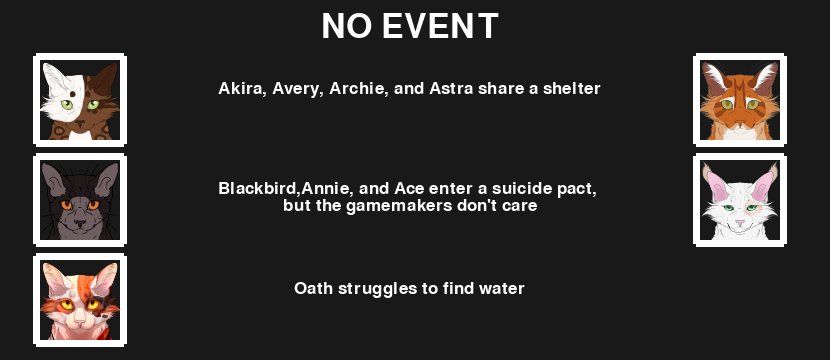 NO EVENT
Akira, Avery, Archie, and Astra share a shelter
Blackbird,Annie, and Ace enter a suicide pact,
but the gamemakers don't care
Oath struggles to find water